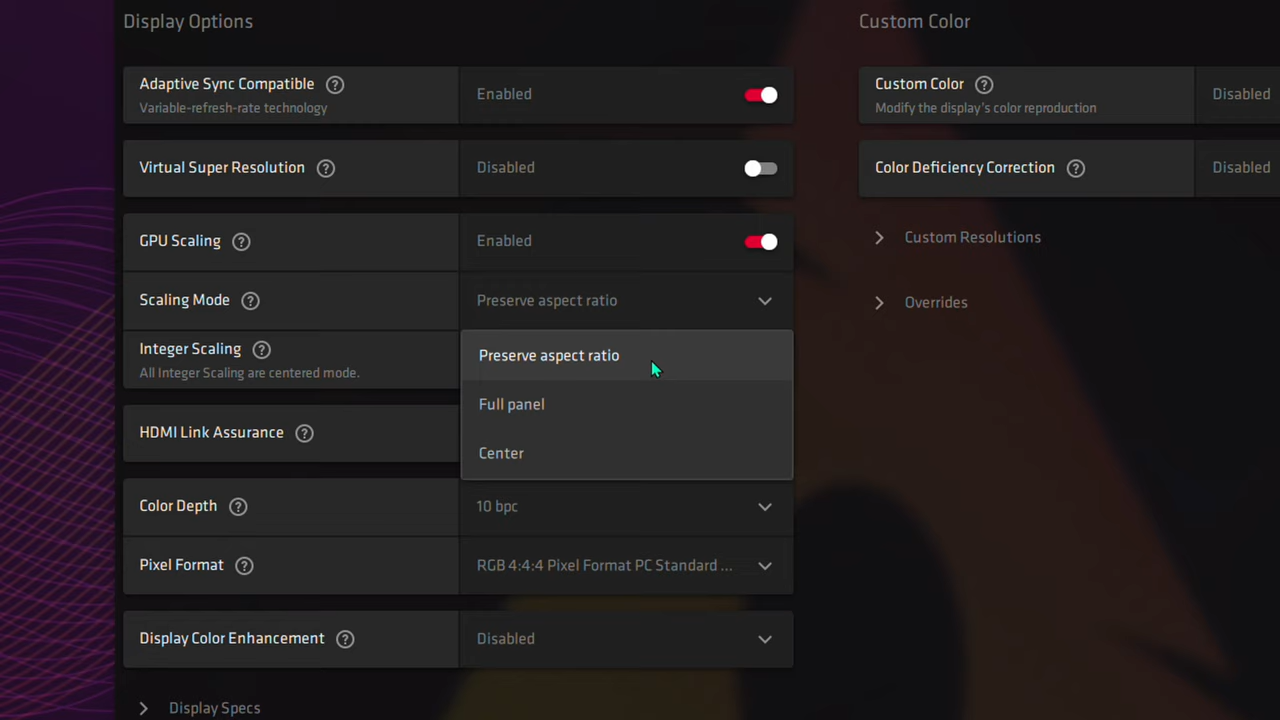 Display Options
Adaptive Sync Compatible
Variable-refresh-rate technology
Enabled
Virtual Super Resolution
Disabled
GPU Scaling
Enabled
Scaling Mode
Preserve aspect ratio
Integer Scaling
All Integer Scaling are centered mode.
Preserve aspect ratio
Full panel
Center
HDMI Link Assurance
Color Depth
10 bpc
Pixel Format
RGB 4:4:4 Pixel Format PC Standard ...
Display Color Enhancement
Disabled
Display Specs
Custom Color
Custom Color
Modify the display's color reproduction
Disabled
Color Deficiency Correction
Disabled
Custom Resolutions
Overrides